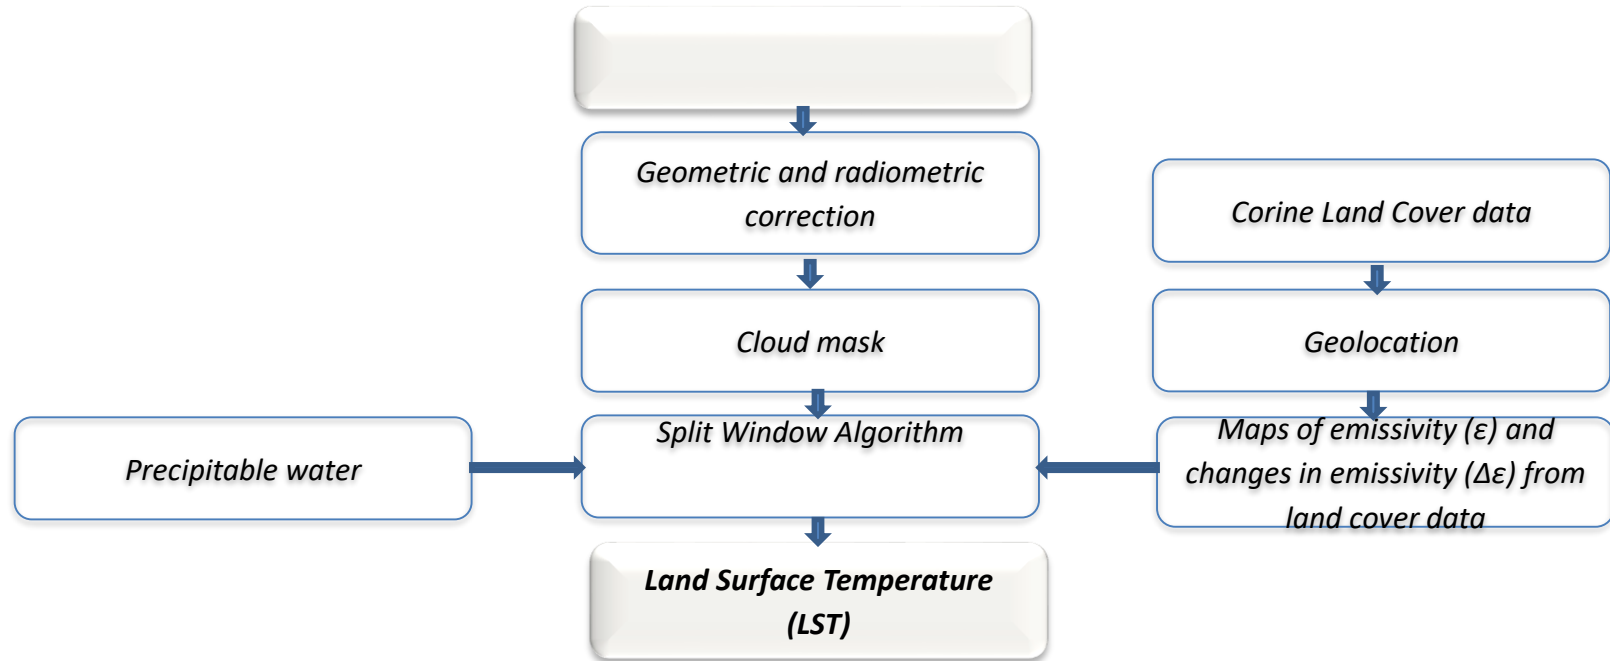 Geometric and radiometric
correction
Corine Land Cover data
Cloud mask
Geolocation
Precipitable water
Split Window Algorithm
Maps of emissivity (ε) and
changes in emissivity (Δε) from
land cover data
Land Surface Temperature
(LST)